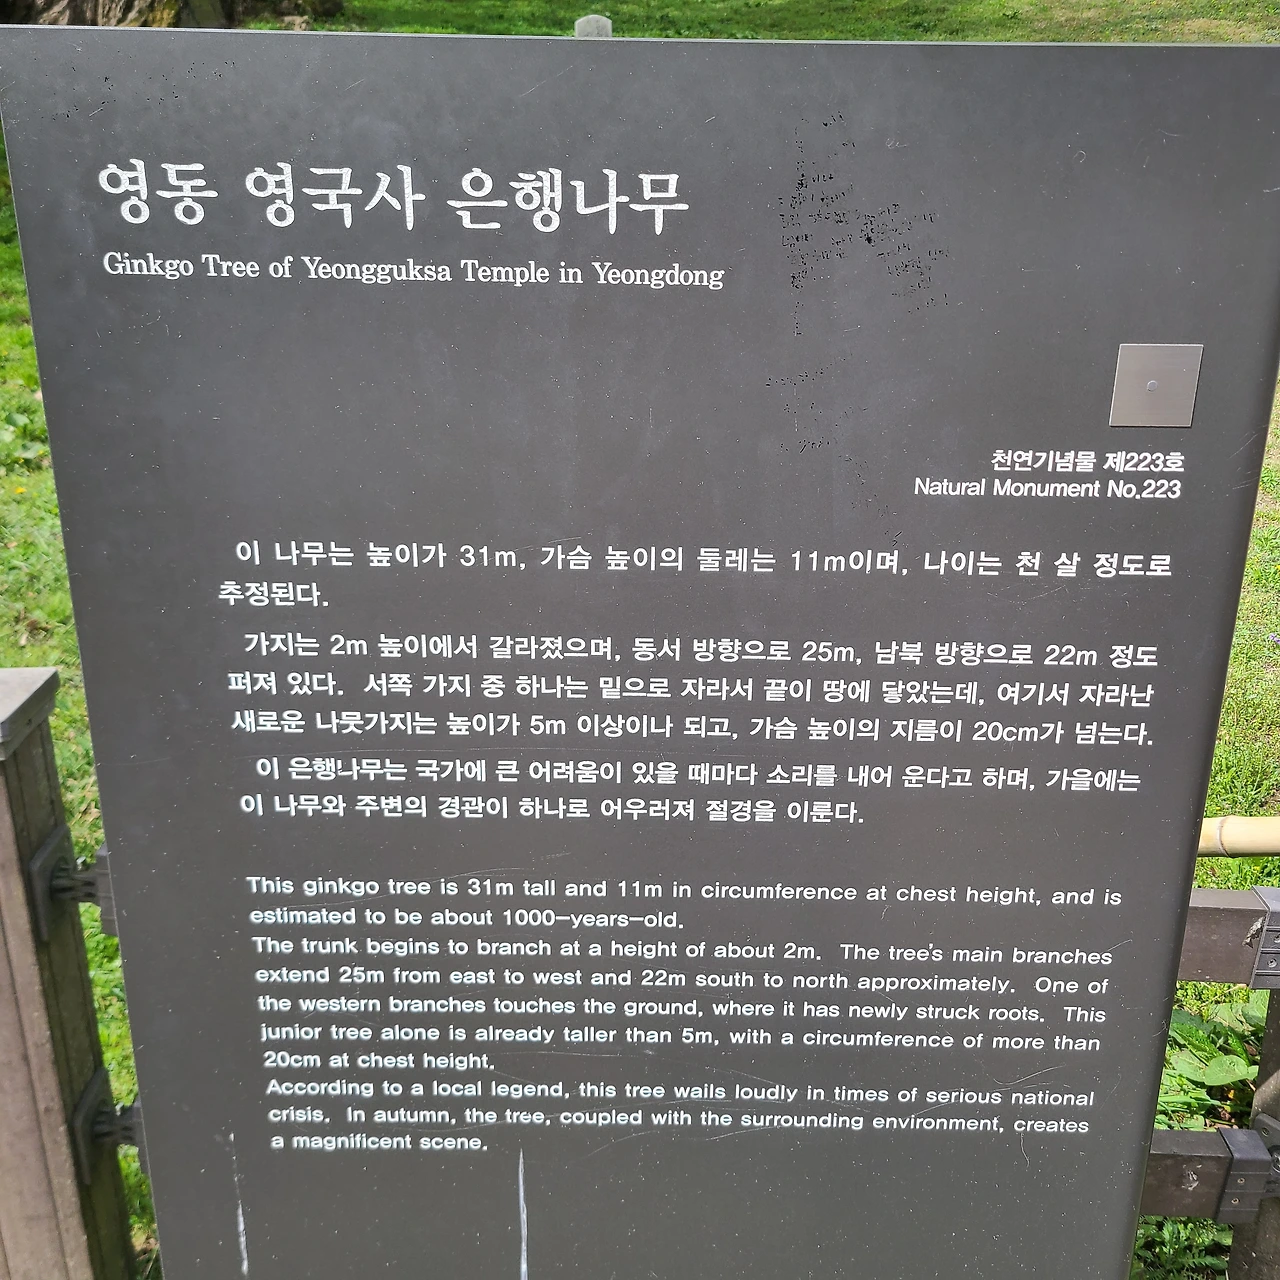 영동 영국사 은행나무
Ginkgo Tree of Yeongguksa Temple in Yeongdong
천연기념물 제223호
Natural Monument No.223
이 나무는 높이가 31m, 가슴 높이의 둘레는 11m이며, 나이는 천 살 정도로
추정된다.
가지는 2m 높이에서 갈라졌으며, 동서 방향으로 25m, 남북 방향으로 22m 정도
퍼져 있다. 서쪽 가지 중 하나는 밑으로 자라서 끝이 땅에 닿았는데, 여기서 자라난
새로운 나뭇가지는 높이가 5m 이상이나 되고, 가슴 높이의 지름이 20cm가 넘는다.
이 은행나무는 국가에 큰 어려움이 있을 때마다 소리를 내어 운다고 하며, 가을에는
이 나무와 주변의 경관이 하나로 어우러져 절경을 이룬다.
This ginkgo tree is 31m tall and 11m in circumference at chest height, and is
estimated to be about 1000-years-old.
The trunk begins to branch at a height of about 2m. The tree's main branches
extend 25m from east to west and 22m south to north approximately. One of
the western branches touches the ground, where it has newly struck roots. This
junior tree alone is already taller than 5m, with a circumference of more than
20cm at chest height.
According to a local legend, this tree wails loudly in times of serious national
crisis. In autumn, the tree, coupled with the surrounding environment, creates
a magnificent scene.